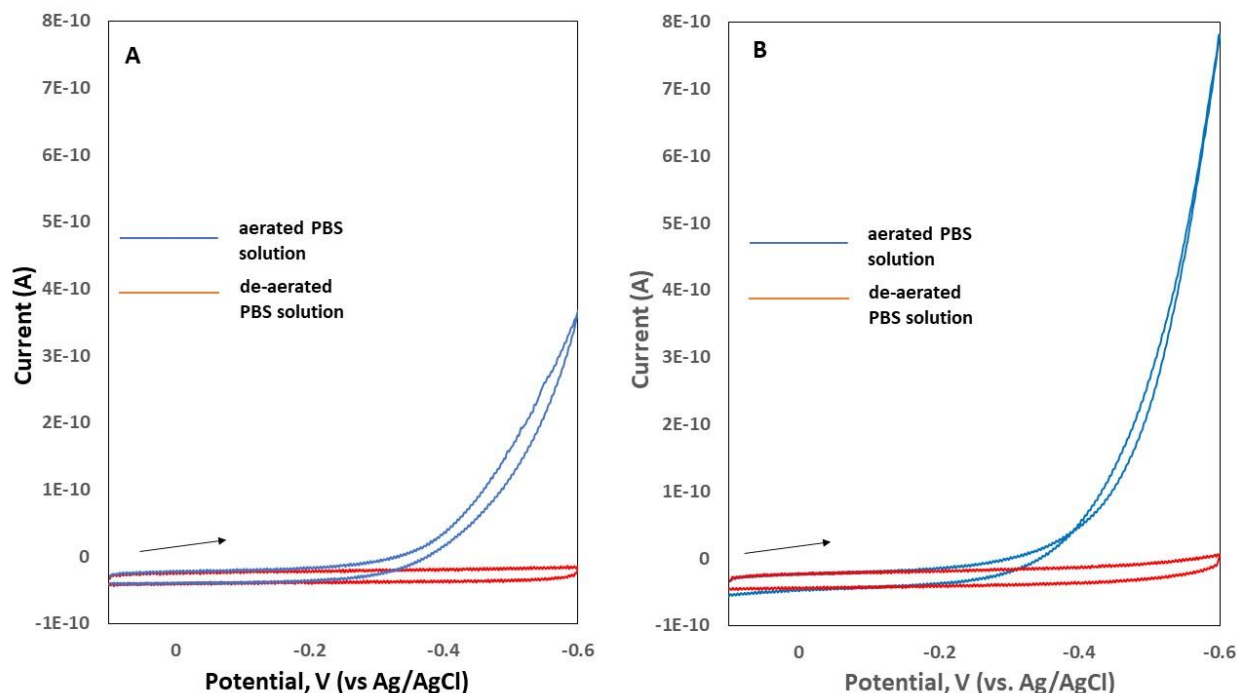 A
8E-10
7E-10
6E-10
5E-10
4E-10
3E-10
2E-10
1E-10
0
-1E-10
Current (A)
aerated PBS
solution
de-aerated
PBS solution
0
-0.2
-0.4
-0.6
Potential, V (vs Ag/AgCl)
B
8E-10
7E-10
6E-10
5E-10
4E-10
3E-10
2E-10
1E-10
0
-1E-10
Current (A)
aerated PBS
solution
de-aerated
PBS solution
0
-0.2
-0.4
-0.6
Potential, V (vs. Ag/AgCl)